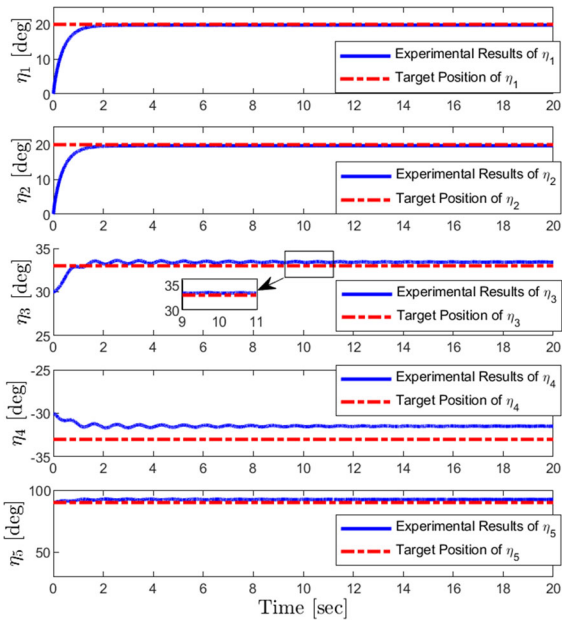 η1 [deg]
20
10
0
Experimental Results of η1
Target Position of η1
0 2 4 6 8 10 12 14 16 18 20
η2 [deg]
20
10
0
Experimental Results of η2
Target Position of η2
0 2 4 6 8 10 12 14 16 18 20
η3 [deg]
35
30
25
35
30
9 10 11
Experimental Results of η3
Target Position of η3
0 2 4 6 8 10 12 14 16 18 20
η4 [deg]
-25
-30
-35
Experimental Results of η4
Target Position of η4
0 2 4 6 8 10 12 14 16 18 20
η5 [deg]
100
50
Experimental Results of η5
Target Position of η5
0 2 4 6 8 10 12 14 16 18 20
Time [sec]